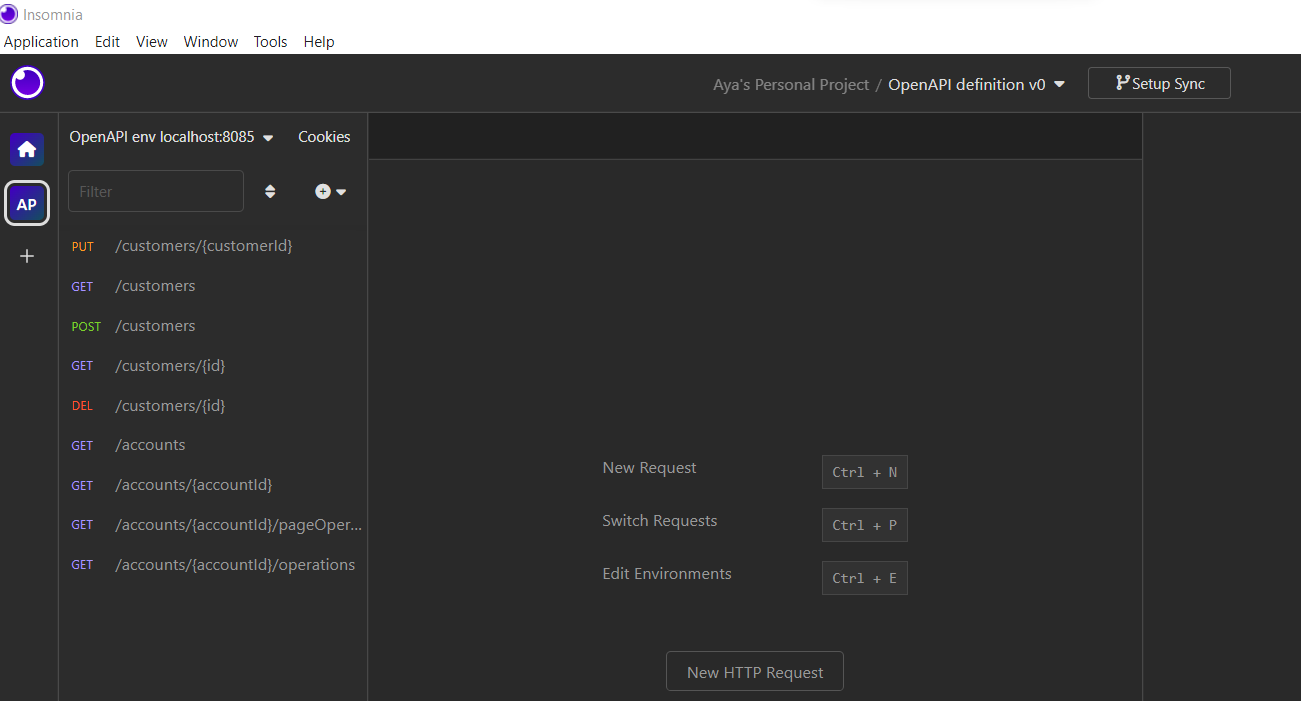 Insomnia
Application Edit View Window Tools Help
Aya's Personal Project / OpenAPI definition v0 Setup Sync
OpenAPI env localhost:8085 Cookies
AP
Filter
PUT /customers/{customerId}
GET /customers
POST /customers
GET /customers/{id}
DEL /customers/{id}
GET /accounts
GET /accounts/{accountId}
GET /accounts/{accountId}/pageOper...
GET /accounts/{accountId}/operations
New Request Ctrl + N
Switch Requests Ctrl + P
Edit Environments Ctrl + E
New HTTP Request